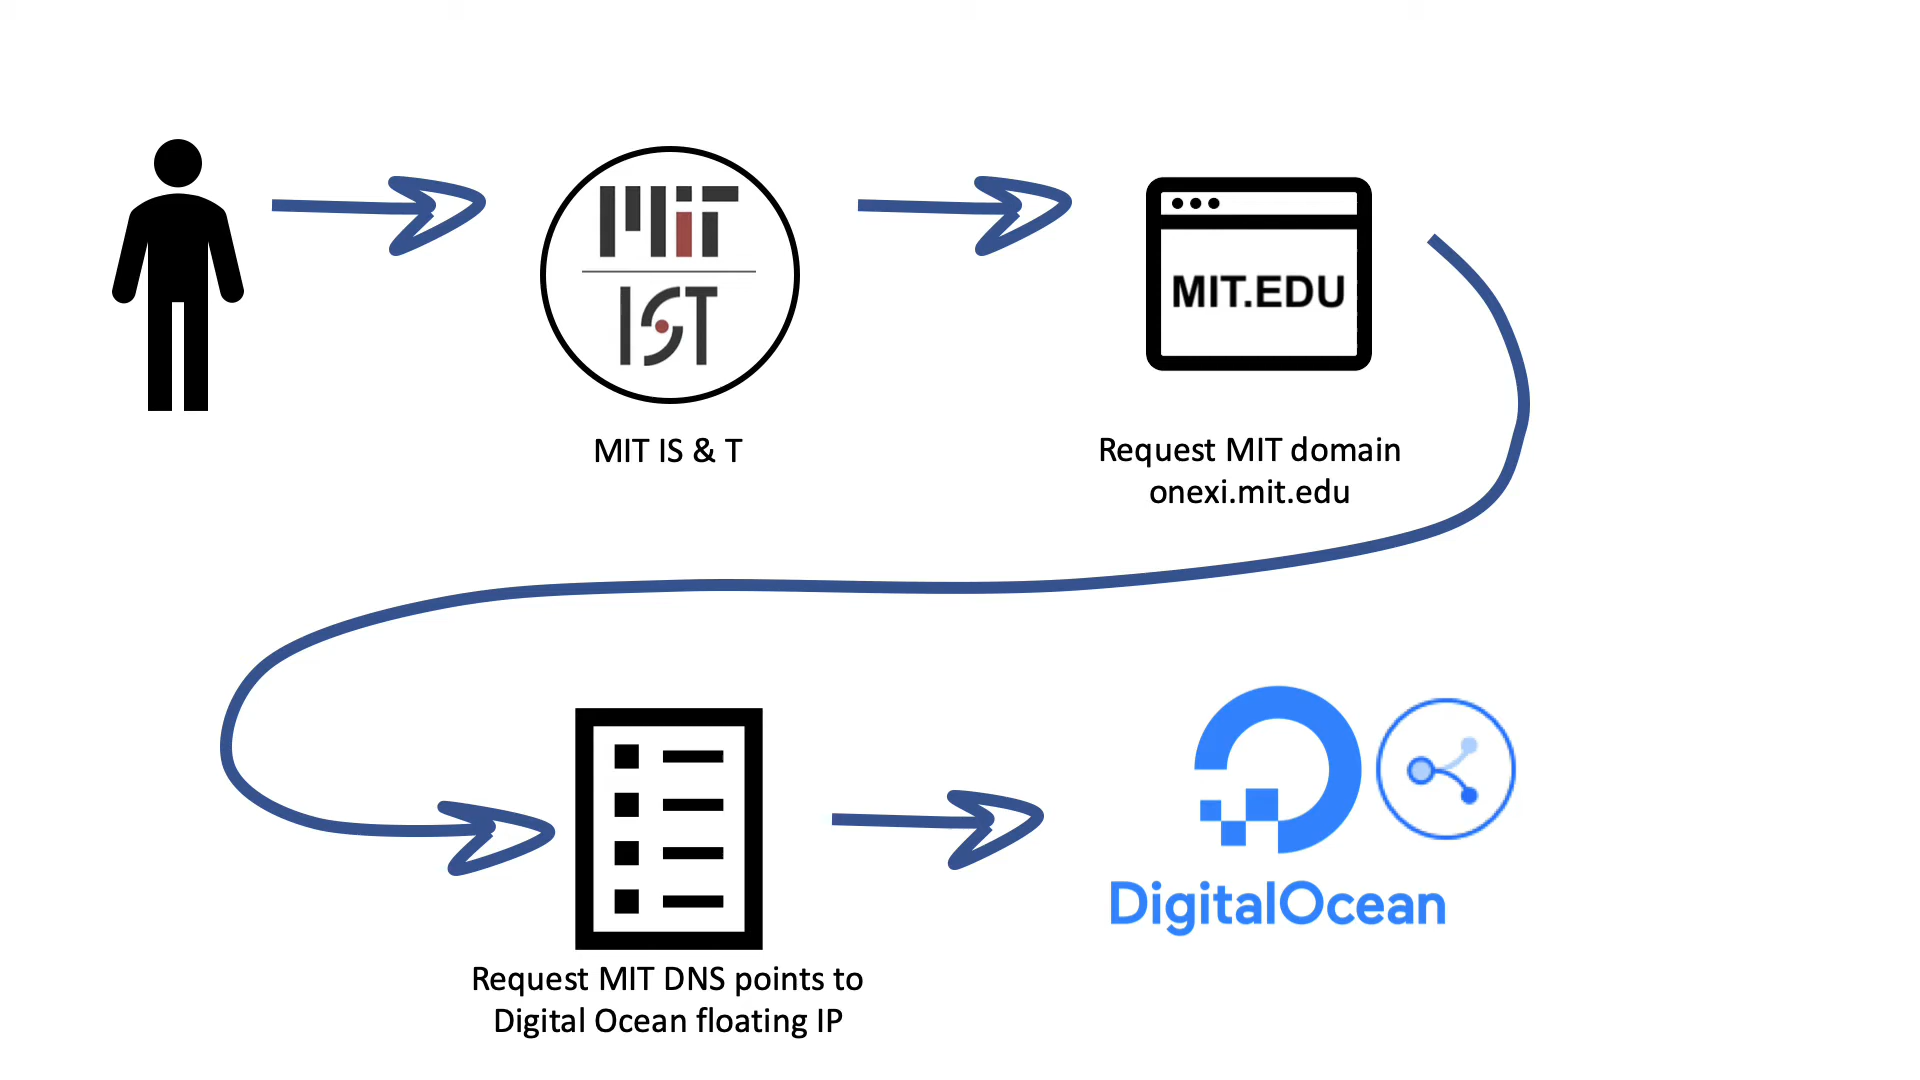 MIT
IST
MIT IS & T
MIT.EDU
Request MIT domain
onexi.mit.edu
Request MIT DNS points to
Digital Ocean floating IP
DigitalOcean